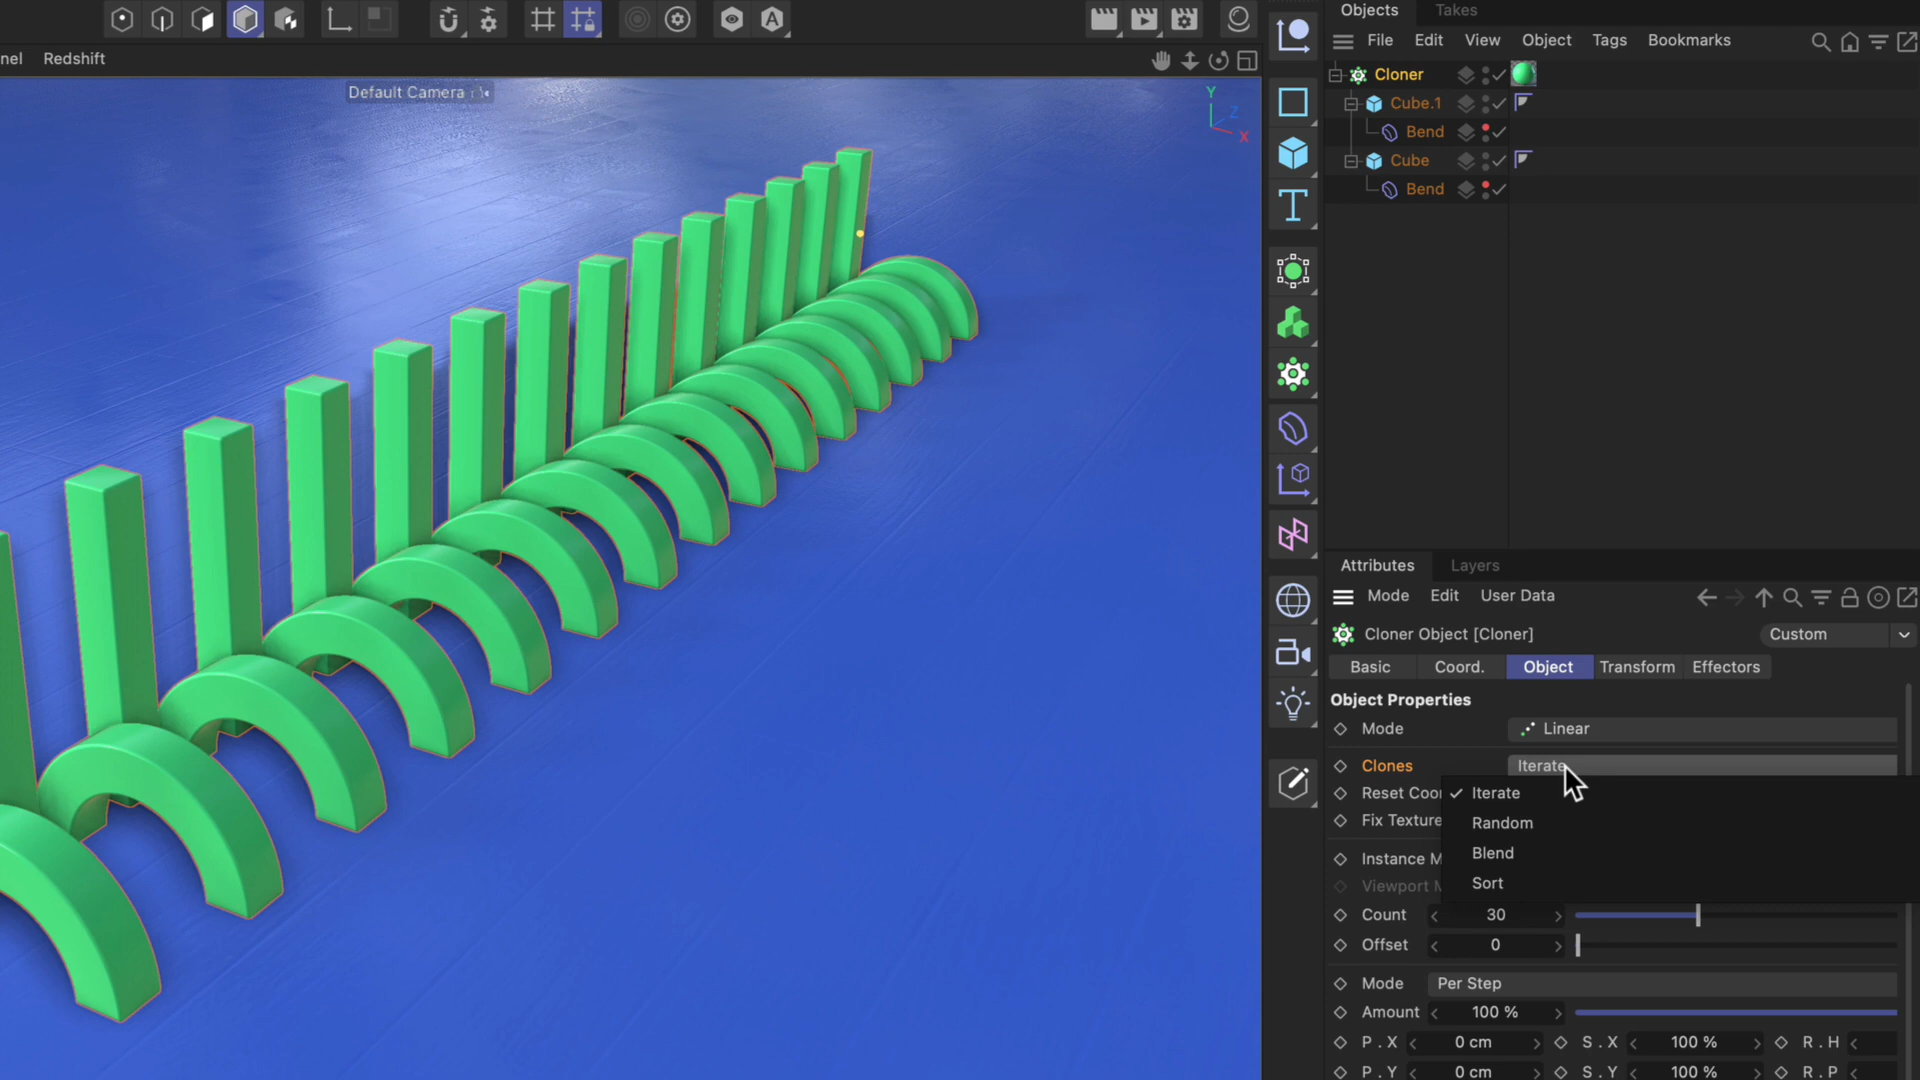 nel Redshift
Default Camera
Y
Z
X
Objects Takes
File Edit View Object Tags Bookmarks
Cloner
Cube.1
Bend
Cube
Bend
Attributes Layers
Mode Edit User Data
Cloner Object [Cloner] Custom
Basic Coord. Object Transform Effectors
Object Properties
Mode Linear
Clones Iterate
Reset Coor
Iterate
Fix Texture
Random
Instance M
Blend
Viewport M
Sort
Count 30
Offset 0
Mode Per Step
Amount 100 %
P . X 0 cm S . X 100 % R . H
P . Y 0 cm S . Y 100 % R . P